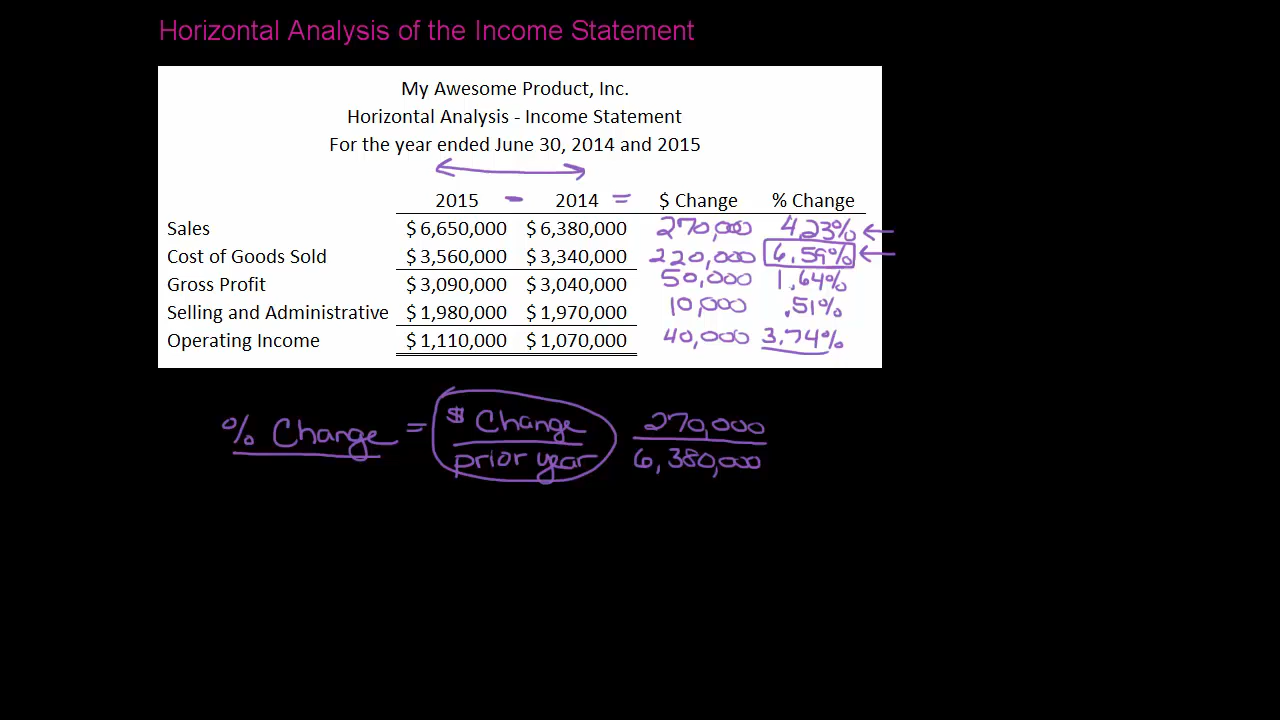 Horizontal Analysis of the Income Statement
My Awesome Product, Inc.
Horizontal Analysis - Income Statement
For the year ended June 30, 2014 and 2015
2015 - 2014 = $ Change % Change
Sales $ 6,650,000 $ 6,380,000 270,000 4.23%
Cost of Goods Sold $ 3,560,000 $ 3,340,000 220,000 6.59%
Gross Profit $ 3,090,000 $ 3,040,000 50,000 1.64%
Selling and Administrative $ 1,980,000 $ 1,970,000 10,000 .51%
Operating Income $ 1,110,000 $ 1,070,000 40,000 3.74%
% Change = $ Change 270,000
prior year 6,380,000